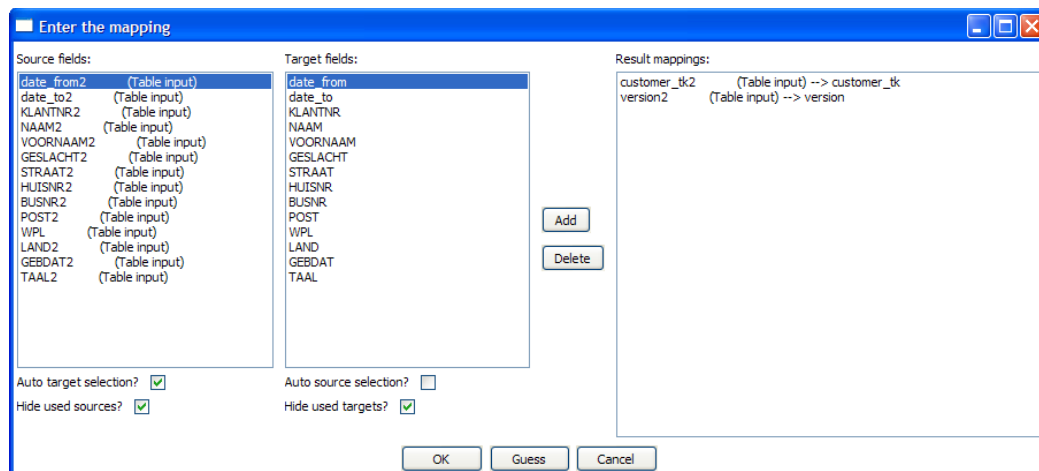 Enter the mapping
Source fields:
date_from2 (Table input)
date_to2 (Table input)
KLANTNR2 (Table input)
NAAM2 (Table input)
VOORNAAM2 (Table input)
GESLACHT2 (Table input)
STRAAT2 (Table input)
HUISNR2 (Table input)
BUSNR2 (Table input)
POST2 (Table input)
WPL (Table input)
LAND2 (Table input)
GEBDAT2 (Table input)
TAAL2 (Table input)
Auto target selection?
Hide used sources?
Target fields:
date_from
date_to
KLANTNR
NAAM
VOORNAAM
GESLACHT
STRAAT
HUISNR
BUSNR
POST
WPL
LAND
GEBDAT
TAAL
Auto source selection?
Hide used targets?
Add
Delete
Result mappings:
customer_tk2 (Table input) --> customer_tk
version2 (Table input) --> version
OK
Guess
Cancel